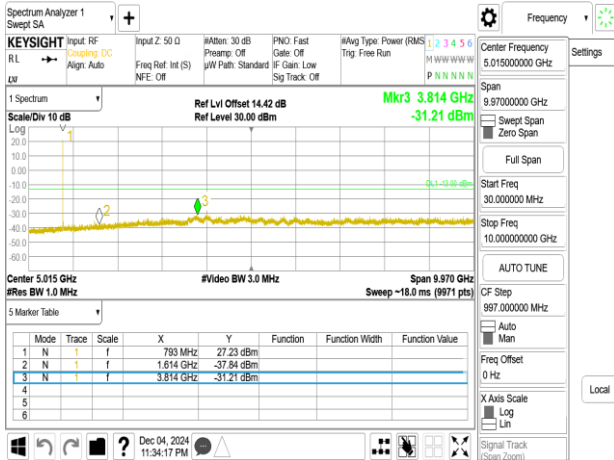 Spectrum Analyzer 1
Swept SA
Frequency
KEYSIGHT Input: RF Input Z: 50 Ω #Atten: 30 dB PNO: Fast #Avg Type: Power (RMS 1 2 3 4 5 6
RL Coupling: DC Preamp: Off Gate: Off Trig: Free Run M W W W W W
Align: Auto Freq Ref: Int (S) µW Path: Standard IF Gain: Low
NFE: Off Sig Track: Off P N N N N N
LXI
1 Spectrum
Ref Lvl Offset 14.42 dB Mkr3 3.814 GHz
Scale/Div 10 dB Ref Level 30.00 dBm -31.21 dBm
Log
1
20.0
10.0
0.00
-10.0
DL1 -13.00 dBm
-20.0
-30.0
2
3
-40.0
-50.0
-60.0
Center 5.015 GHz #Video BW 3.0 MHz Span 9.970 GHz
#Res BW 1.0 MHz Sweep ~18.0 ms (9971 pts)
5 Marker Table
Mode Trace Scale X Y Function Function Width Function Value
1 N 1 f 793 MHz 27.23 dBm
2 N 1 f 1.614 GHz -37.84 dBm
3 N 1 f 3.814 GHz -31.21 dBm
4
5
6
Dec 04, 2024
11:34:17 PM
?
Center Frequency
5.015000000 GHz
Settings
Span
9.97000000 GHz
Swept Span
Zero Span
Full Span
Start Freq
30.000000 MHz
Stop Freq
10.000000000 GHz
AUTO TUNE
CF Step
997.000000 MHz
Auto
Man
Freq Offset
0 Hz
Local
X Axis Scale
Log
Lin
Signal Track
(Span Zoom)